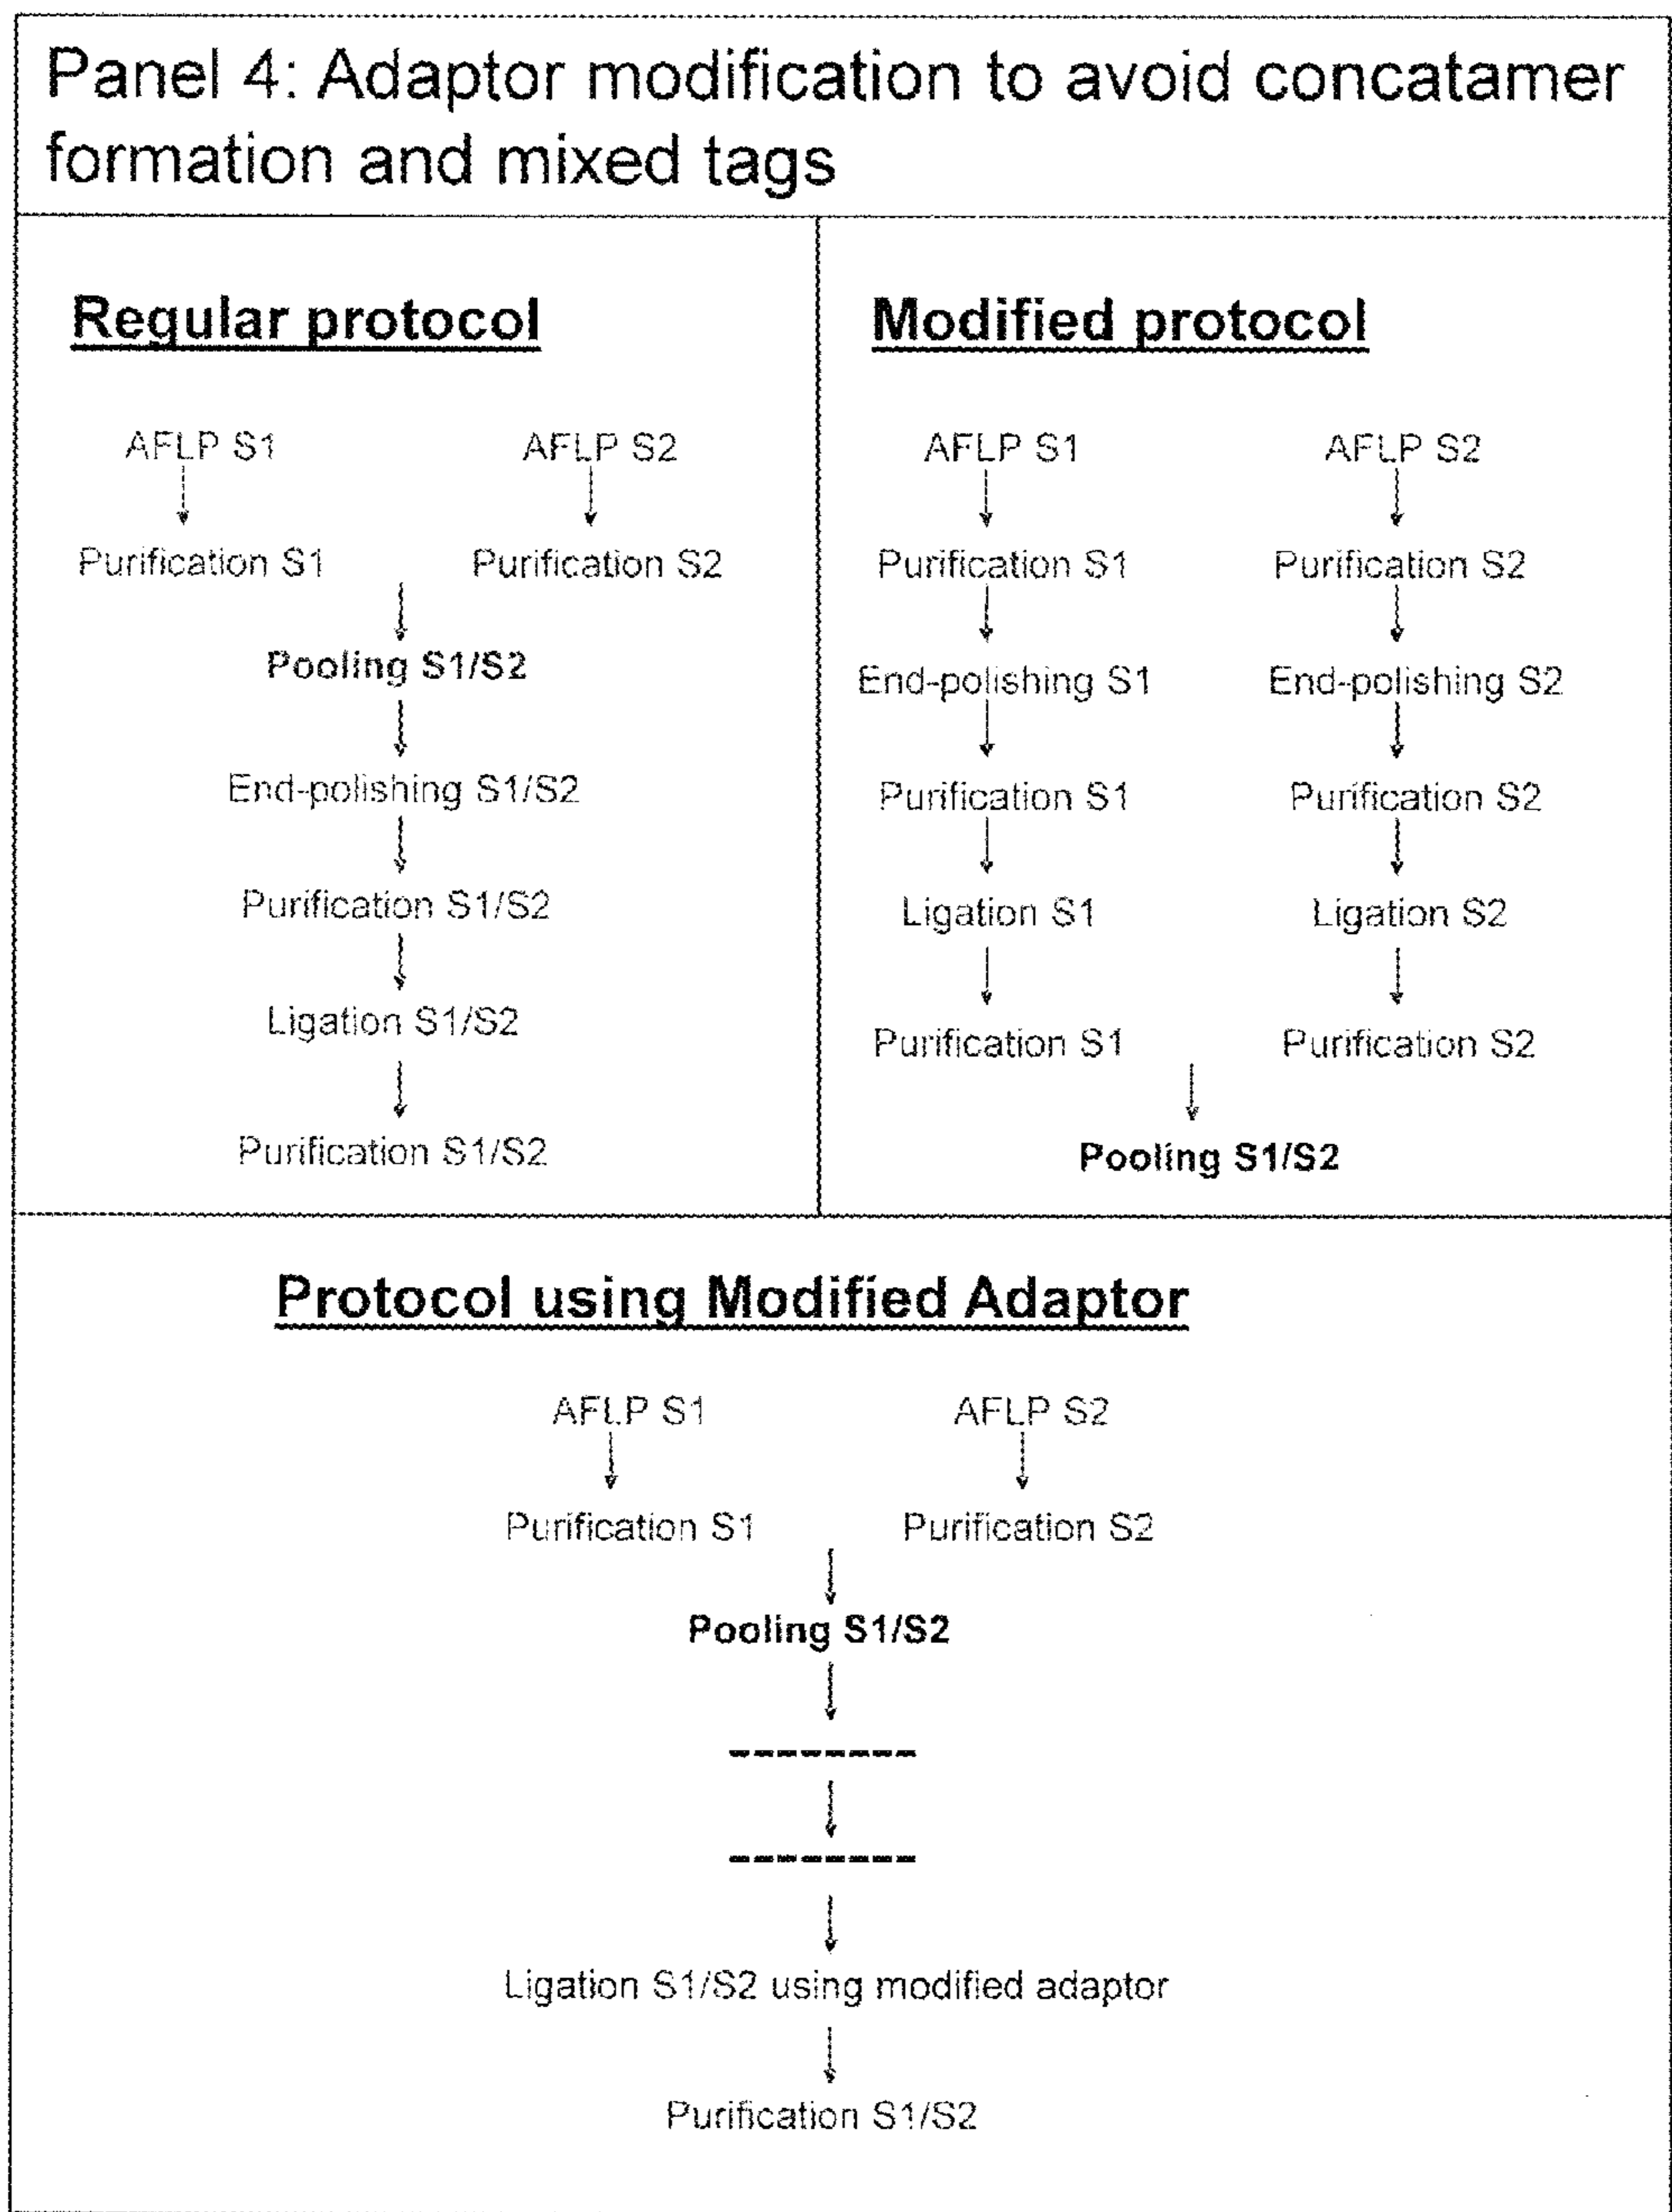 Panel 4: Adaptor modification to avoid concatamer
formation and mixed tags
Regular protocol
AFLP S1
AFLP S2
Purification S1
Purification S2
Pooling S1/S2
End-polishing S1/S2
Purification S1/S2
Ligation S1/S2
Purification S1/S2
Modified protocol
AFLP S1
AFLP S2
Purification S1
Purification S2
End-polishing S1
End-polishing S2
Purification S1
Purification S2
Ligation S1
Ligation S2
Purification S1
Purification S2
Pooling S1/S2
Protocol using Modified Adaptor
AFLP S1
AFLP S2
Purification S1
Purification S2
Pooling S1/S2
--------
--------
Ligation S1/S2 using modified adaptor
Purification S1/S2